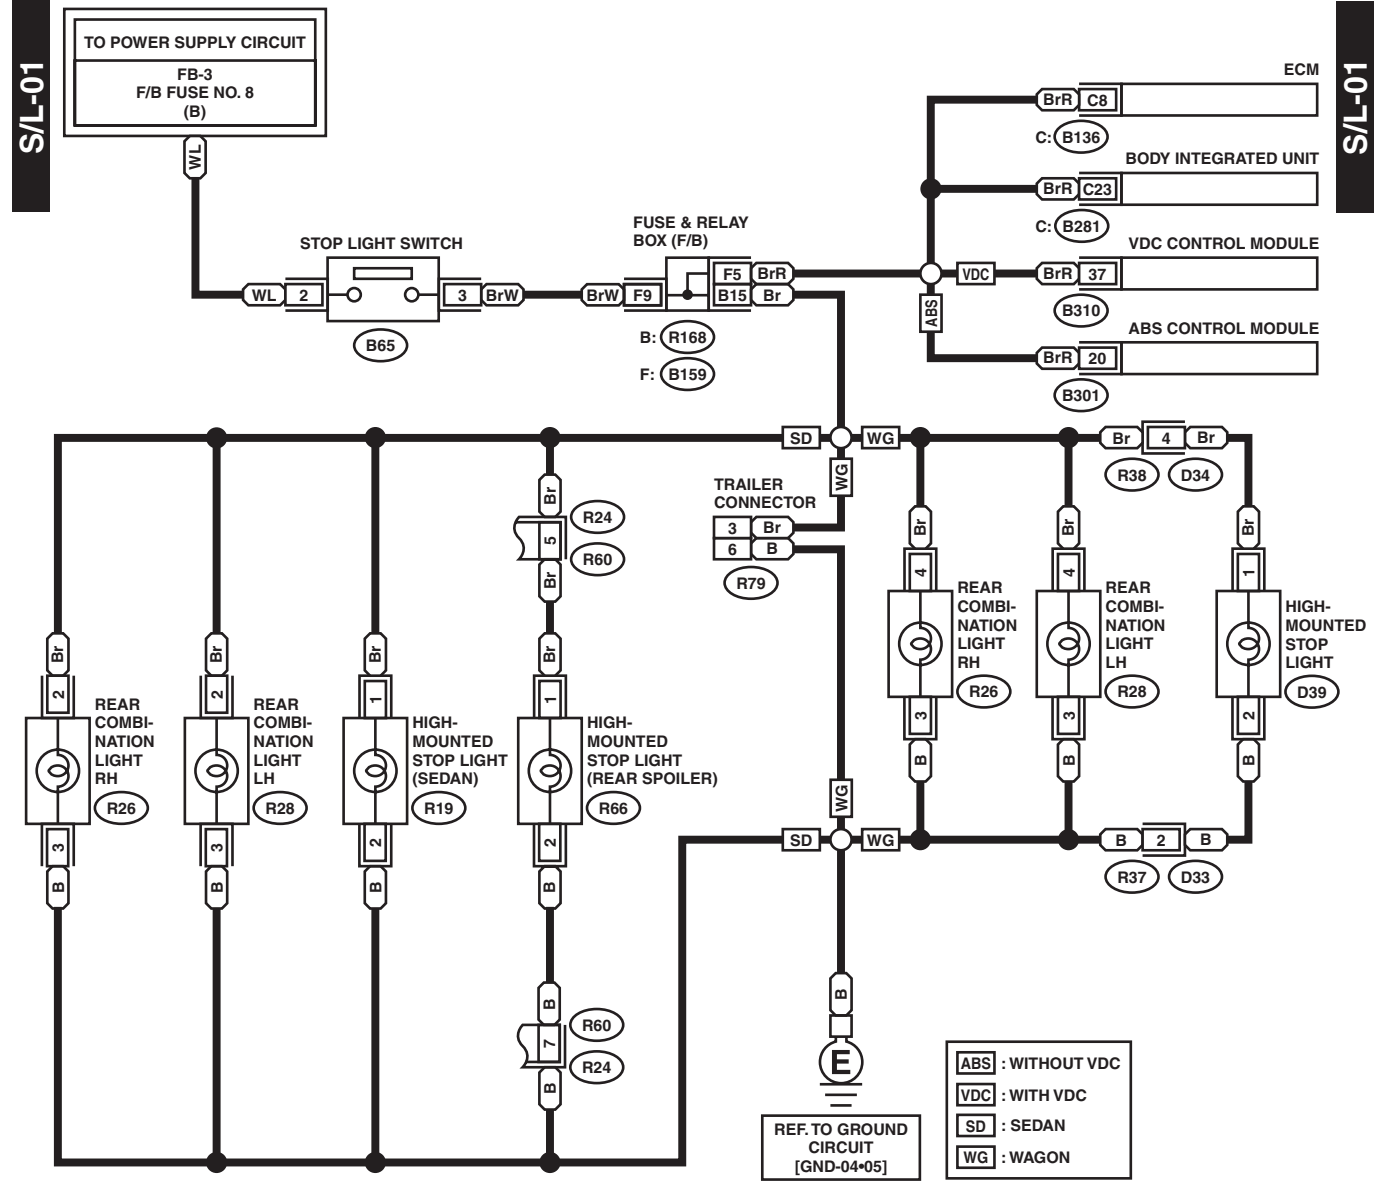 S/L-01
S/L-01
TO POWER SUPPLY CIRCUIT
FB-3
F/B FUSE NO. 8
(B)
WL
STOP LIGHT SWITCH
WL
2
3
BrW
B65
FUSE & RELAY
BOX (F/B)
BrW
F9
F5
BrR
B15
Br
B: R168
F: B159
ECM
BrR
C8
C: B136
BODY INTEGRATED UNIT
BrR
C23
C: B281
VDC CONTROL MODULE
VDC
BrR
37
B310
ABS
ABS CONTROL MODULE
BrR
20
B301
SD
WG
WG
Br
4
Br
R38
D34
TRAILER
CONNECTOR
3
Br
6
B
R79
Br
R24
5
R60
Br
Br
2
REAR
COMBI-
NATION
LIGHT
RH
R26
3
B
Br
2
REAR
COMBI-
NATION
LIGHT
LH
R28
3
B
Br
1
HIGH-
MOUNTED
STOP LIGHT
(SEDAN)
R19
2
B
Br
1
HIGH-
MOUNTED
STOP LIGHT
(REAR SPOILER)
R66
2
B
B
R60
7
R24
B
Br
4
REAR
COMBI-
NATION
LIGHT
RH
R26
3
B
Br
4
REAR
COMBI-
NATION
LIGHT
LH
R28
3
B
Br
1
HIGH-
MOUNTED
STOP
LIGHT
D39
2
B
WG
SD
WG
B
2
B
R37
D33
B
E
REF. TO GROUND
CIRCUIT
[GND-04•05]
ABS : WITHOUT VDC
VDC : WITH VDC
SD : SEDAN
WG : WAGON